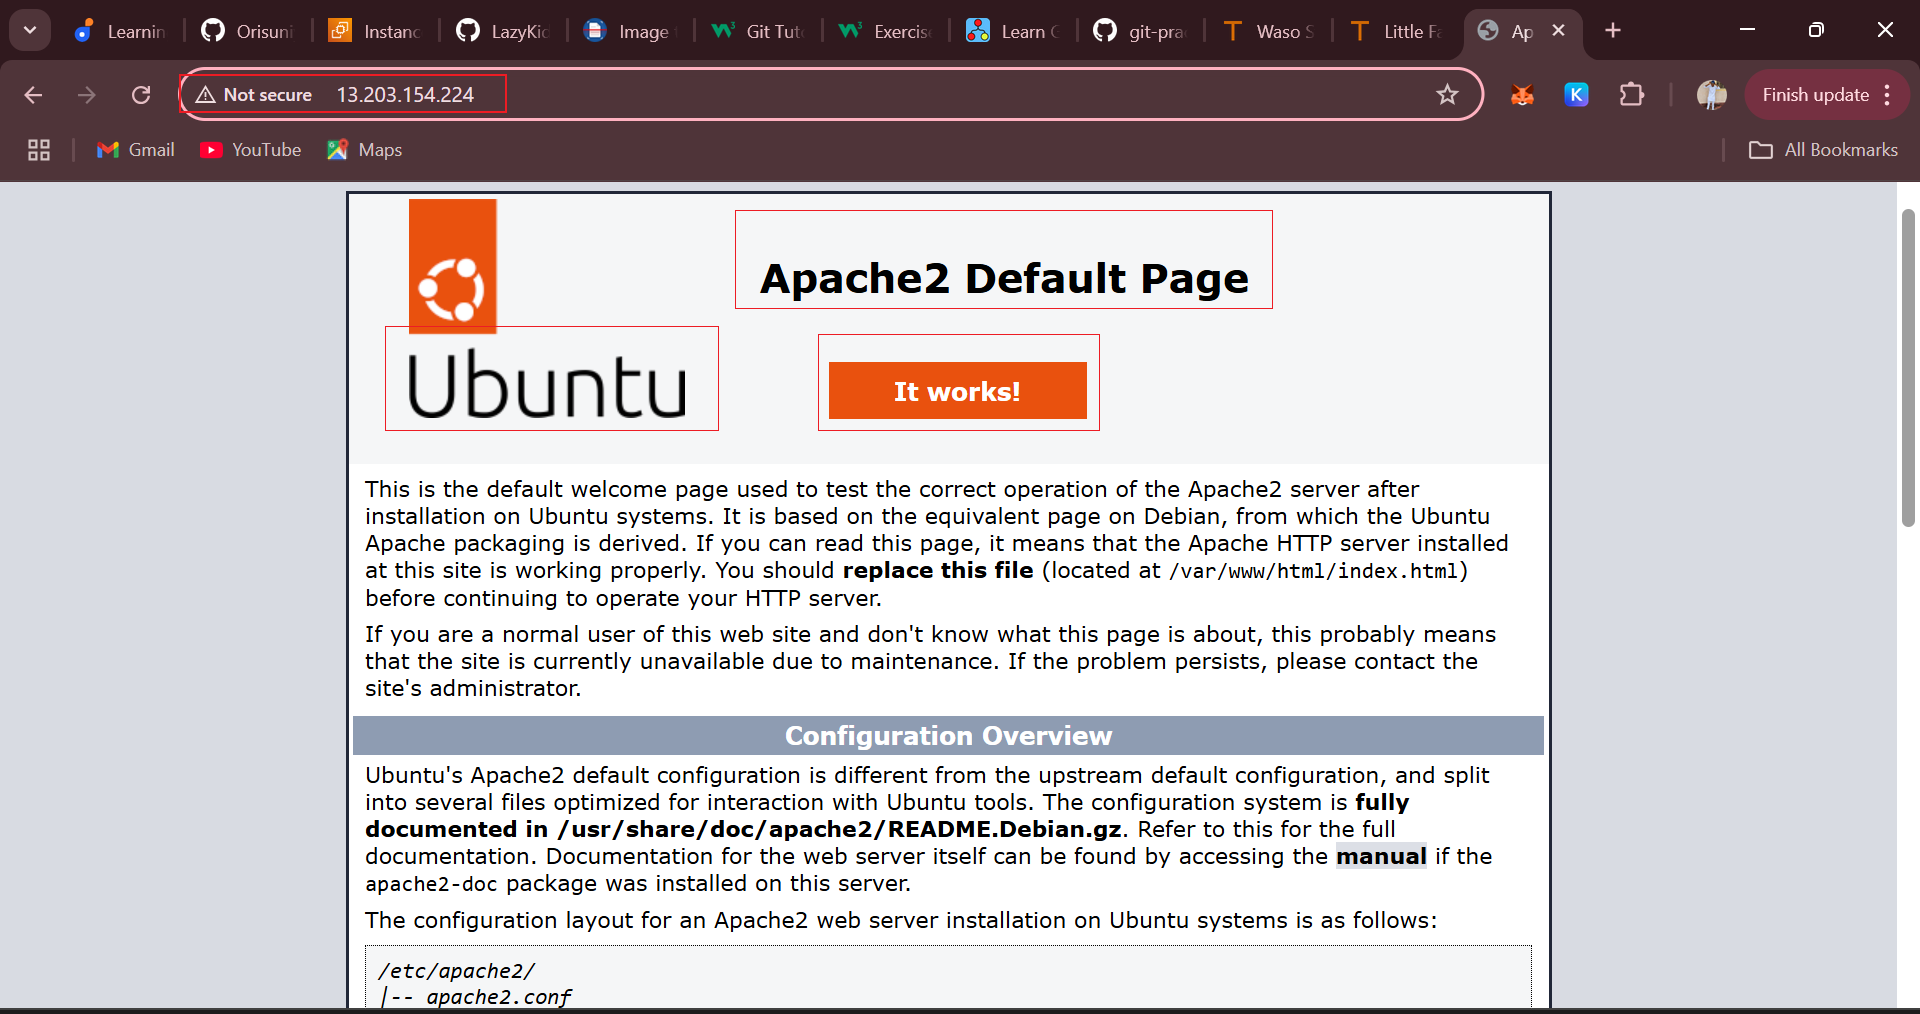 Learnin
Orisuni
Instanc
LazyKid
Image
Git Tuto
Exercise
Learn G
git-prac
Waso S
Little Fa
Ap
Not secure 13.203.154.224
Finish update
Gmail
YouTube
Maps
All Bookmarks
Apache2 Default Page
Ubuntu
It works!
This is the default welcome page used to test the correct operation of the Apache2 server after
installation on Ubuntu systems. It is based on the equivalent page on Debian, from which the Ubuntu
Apache packaging is derived. If you can read this page, it means that the Apache HTTP server installed
at this site is working properly. You should replace this file (located at /var/www/html/index.html)
before continuing to operate your HTTP server.
If you are a normal user of this web site and don't know what this page is about, this probably means
that the site is currently unavailable due to maintenance. If the problem persists, please contact the
site's administrator.
Configuration Overview
Ubuntu's Apache2 default configuration is different from the upstream default configuration, and split
into several files optimized for interaction with Ubuntu tools. The configuration system is fully
documented in /usr/share/doc/apache2/README.Debian.gz. Refer to this for the full
documentation. Documentation for the web server itself can be found by accessing the manual if the
apache2-doc package was installed on this server.
The configuration layout for an Apache2 web server installation on Ubuntu systems is as follows:
/etc/apache2/
|-- apache2.conf